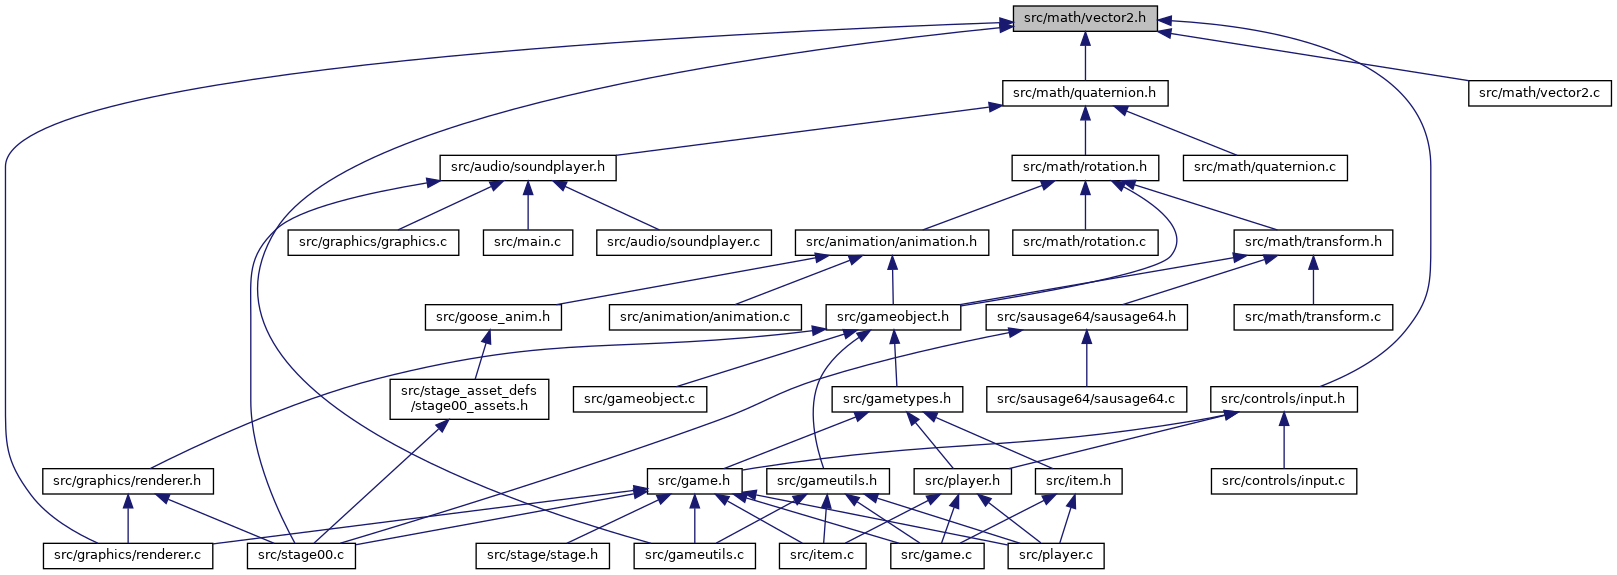 src/math/vector2.h
src/math/quaternion.h
src/math/vector2.c
src/audio/soundplayer.h
src/math/rotation.h
src/math/quaternion.c
src/graphics/graphics.c
src/main.c
src/audio/soundplayer.c
src/animation/animation.h
src/math/rotation.c
src/math/transform.h
src/goose_anim.h
src/animation/animation.c
src/gameobject.h
src/sausage64/sausage64.h
src/math/transform.c
src/stage_asset_defs
/stage00_assets.h
src/gameobject.c
src/gametypes.h
src/sausage64/sausage64.c
src/controls/input.h
src/graphics/renderer.h
src/game.h
src/gameutils.h
src/player.h
src/item.h
src/controls/input.c
src/graphics/renderer.c
src/stage00.c
src/stage/stage.h
src/gameutils.c
src/item.c
src/game.c
src/player.c